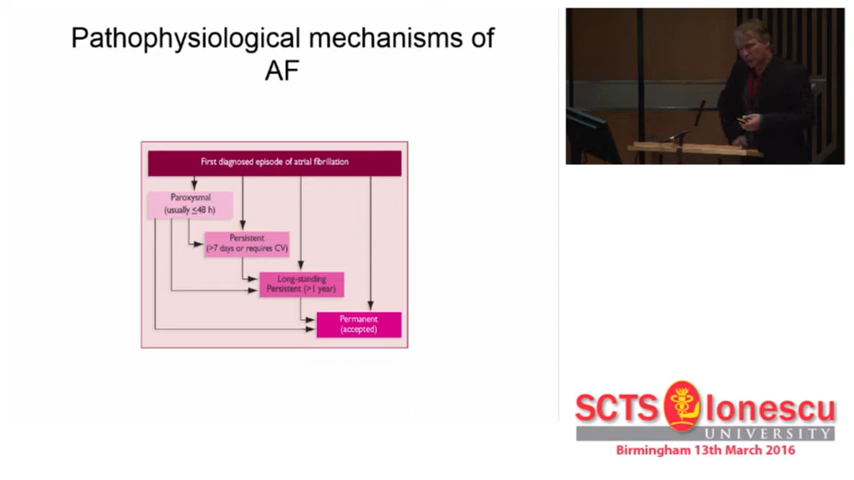 Pathophysiological mechanisms of
AF
First diagnosed episode of atrial fibrillation
Paroxysmal
(usually ≤48 h)
Persistent
(>7 days or requires CV)
Long-standing
Persistent (>1 year)
Permanent
(accepted)
SCTS Ionescu
UNIVERSITY
Birmingham 13th March 2016